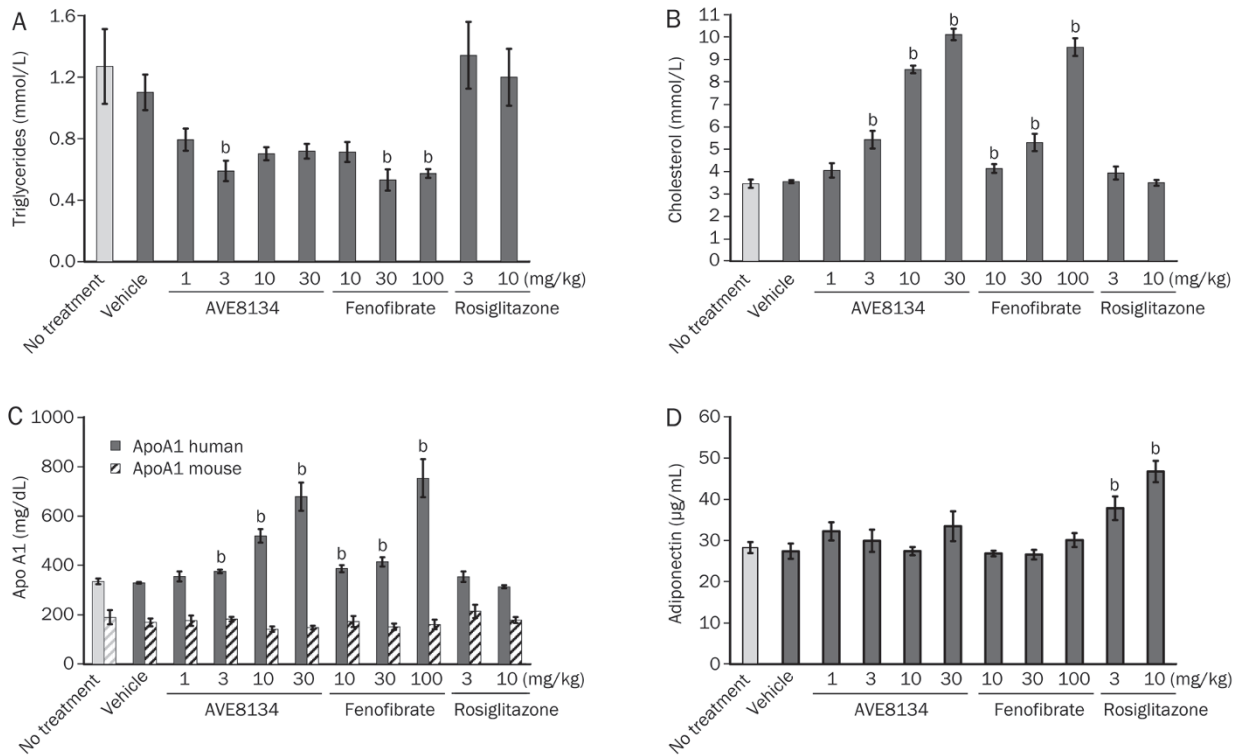 A
Triglycerides (mmol/L)
1.6
1.2
0.8
0.4
0.0
b
b
b
1 3 10 30 10 30 100 3 10 (mg/kg)
No treatment
Vehicle
AVE8134 Fenofibrate Rosiglitazone
B
Cholesterol (mmol/L)
11
10
9
8
7
6
5
4
3
2
1
0
b
b
b
b
b
b
1 3 10 30 10 30 100 3 10 (mg/kg)
No treatment
Vehicle
AVE8134 Fenofibrate Rosiglitazone
C
Apo A1 (mg/dL)
1000
800
600
400
200
0
ApoA1 human
ApoA1 mouse
b
b
b
b
b
b
1 3 10 30 10 30 100 3 10 (mg/kg)
No treatment
Vehicle
AVE8134 Fenofibrate Rosiglitazone
D
Adiponectin (μg/mL)
60
50
40
30
20
10
0
b
b
1 3 10 30 10 30 100 3 10 (mg/kg)
No treatment
Vehicle
AVE8134 Fenofibrate Rosiglitazone